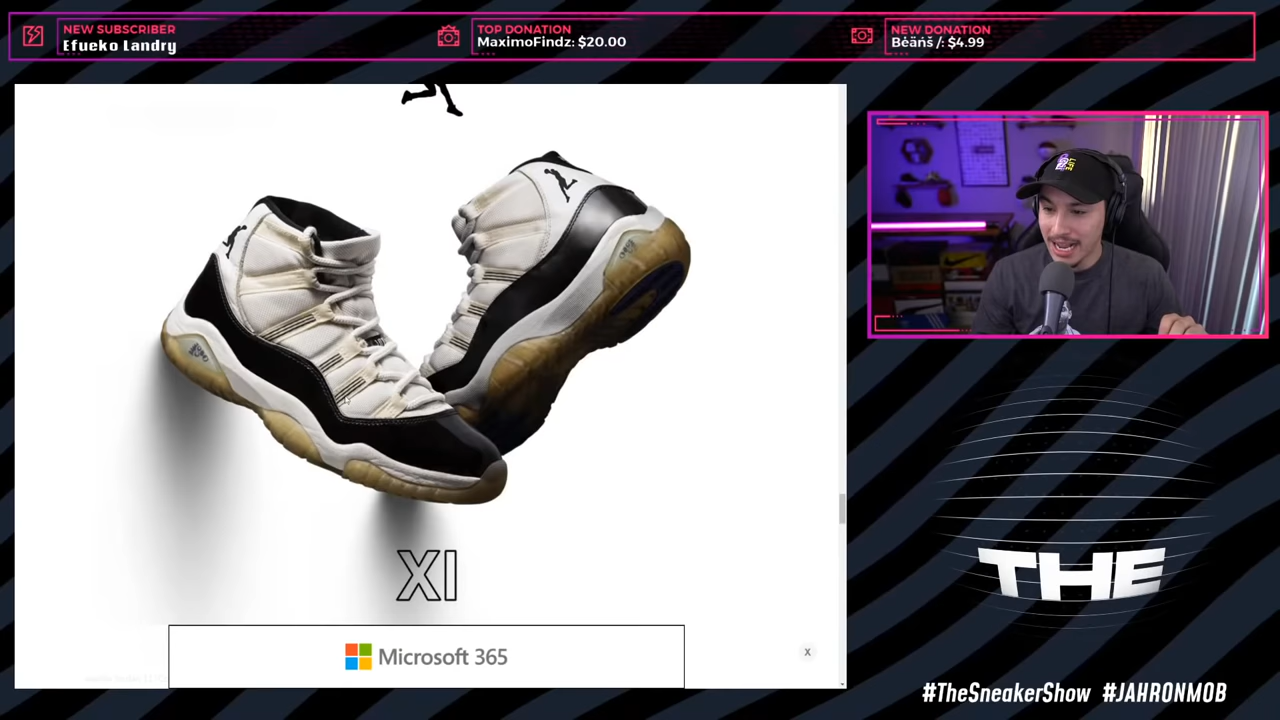 NEW SUBSCRIBER
Efueko Landry
TOP DONATION
MaximoFindz: $20.00
NEW DONATION
Bèäñš /: $4.99
XI
Microsoft 365
X
THE
#TheSneakerShow #JAHRONMOB